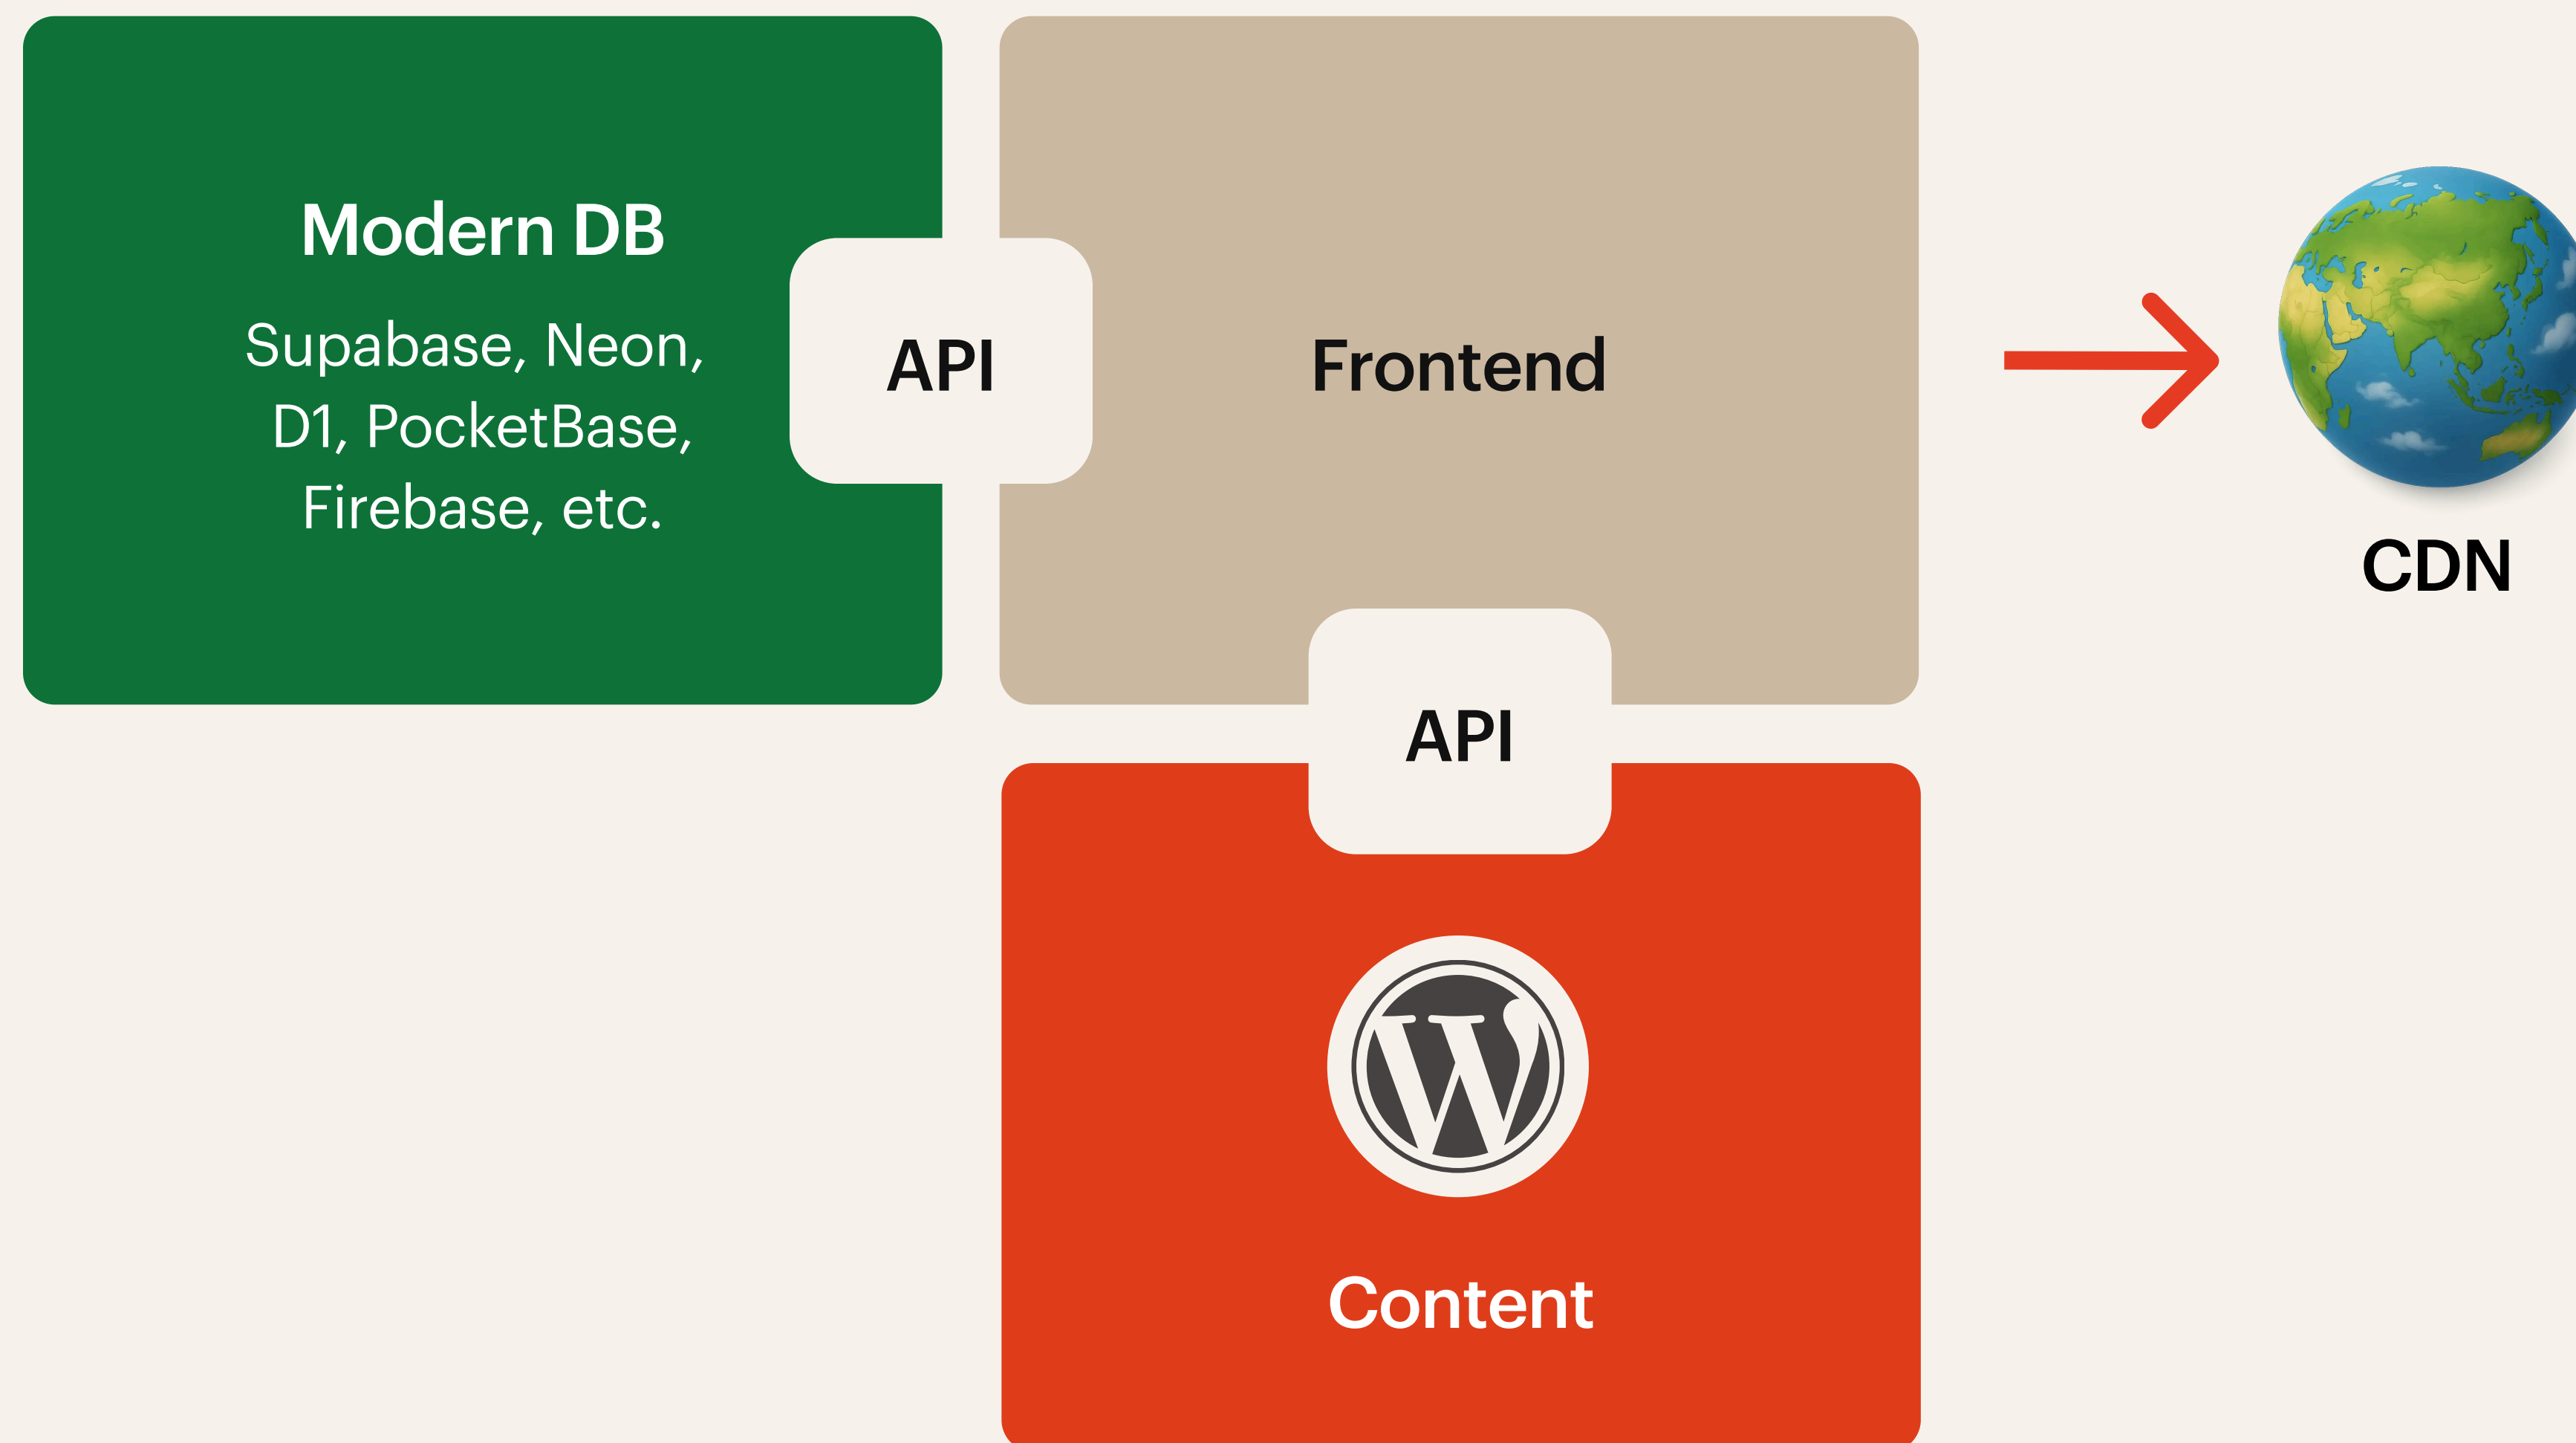 Modern DB
Supabase, Neon,
D1, PocketBase,
Firebase, etc.
API
Frontend
CDN
API
Content